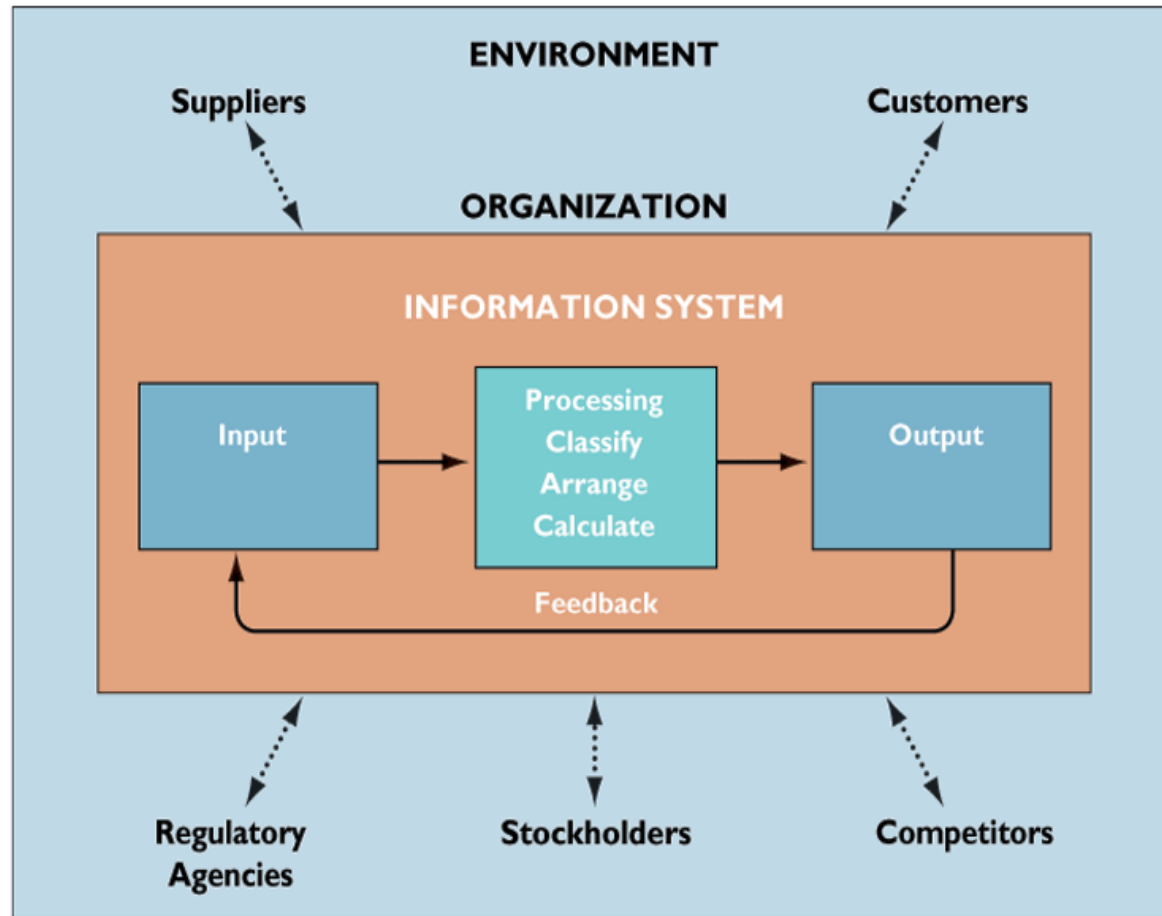 ENVIRONMENT
Suppliers
Customers
ORGANIZATION
INFORMATION SYSTEM
Input
Processing
Classify
Arrange
Calculate
Output
Feedback
Regulatory
Agencies
Stockholders
Competitors